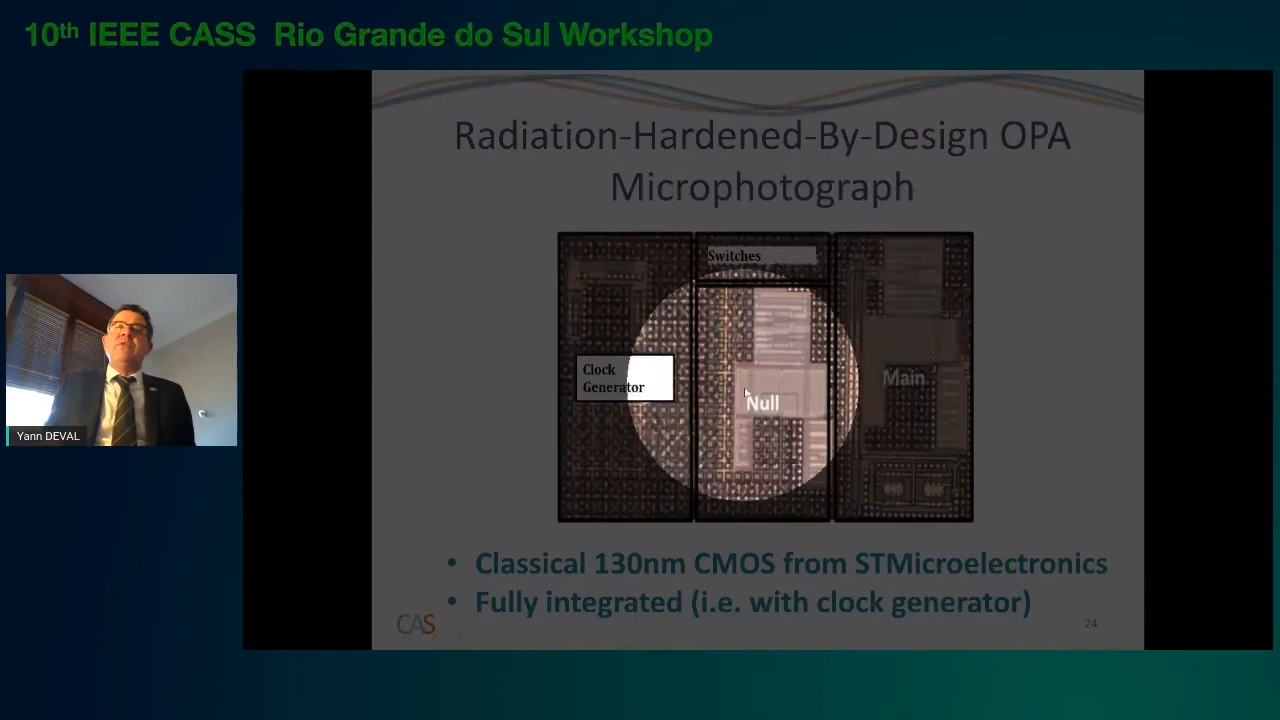 10th IEEE CASS Rio Grande do Sul Workshop
Radiation-Hardened-By-Design OPA
Microphotograph
Switches
Clock
Generator
Null
Main
• Classical 130nm CMOS from STMicroelectronics
• Fully integrated (i.e. with clock generator)
CAS
24
Yann DEVAL